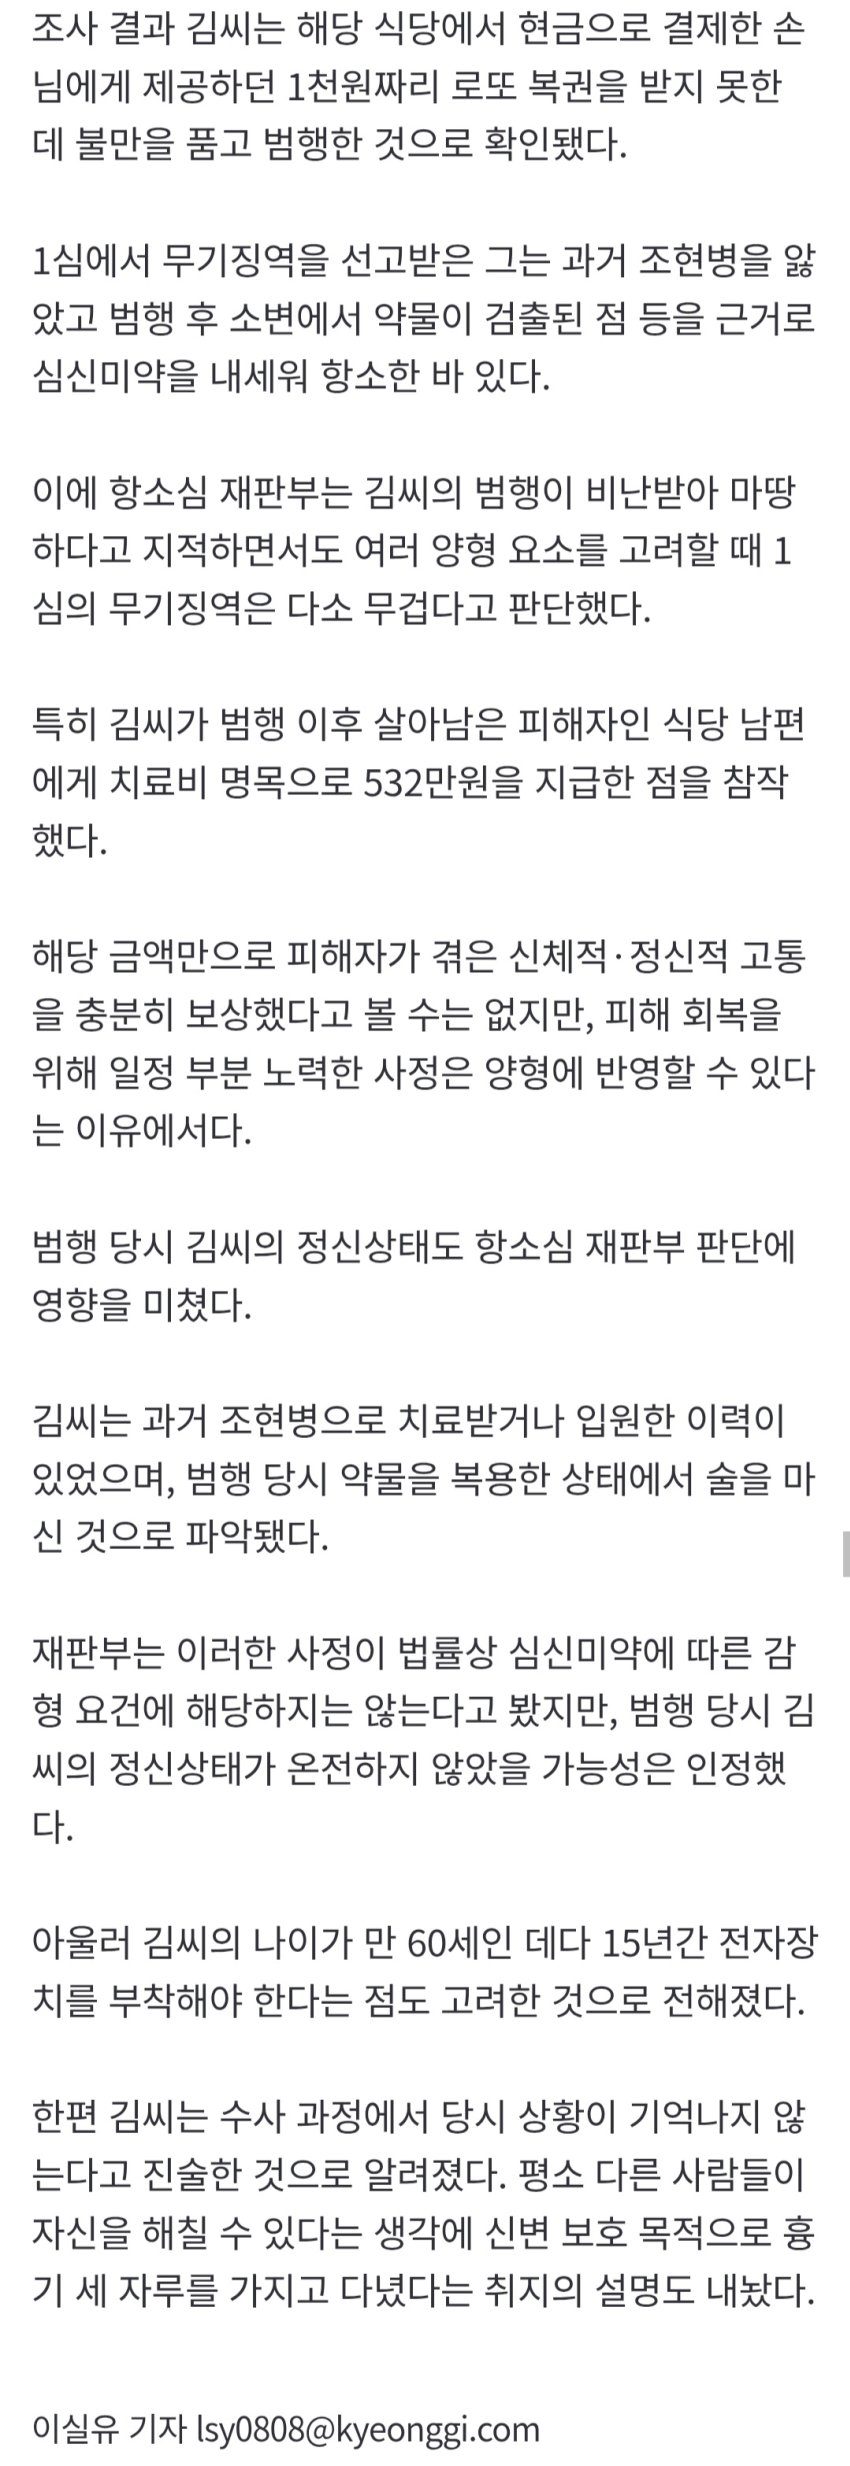 조사 결과 김씨는 해당 식당에서 현금으로 결제한 손
님에게 제공하던 1천원짜리 로또 복권을 받지 못한
데 불만을 품고 범행한 것으로 확인됐다.
1심에서 무기징역을 선고받은 그는 과거 조현병을 앓
았고 범행 후 소변에서 약물이 검출된 점 등을 근거로
심신미약을 내세워 항소한 바 있다.
이에 항소심 재판부는 김씨의 범행이 비난받아 마땅
하다고 지적하면서도 여러 양형 요소를 고려할 때 1
심의 무기징역은 다소 무겁다고 판단했다.
특히 김씨가 범행 이후 살아남은 피해자인 식당 남편
에게 치료비 명목으로 532만원을 지급한 점을 참작
했다.
해당 금액만으로 피해자가 겪은 신체적·정신적 고통
을 충분히 보상했다고 볼 수는 없지만, 피해 회복을
위해 일정 부분 노력한 사정은 양형에 반영할 수 있다
는 이유에서다.
범행 당시 김씨의 정신상태도 항소심 재판부 판단에
영향을 미쳤다.
김씨는 과거 조현병으로 치료받거나 입원한 이력이
있었으며, 범행 당시 약물을 복용한 상태에서 술을 마
신 것으로 파악됐다.
재판부는 이러한 사정이 법률상 심신미약에 따른 감
형 요건에 해당하지는 않는다고 봤지만, 범행 당시 김
씨의 정신상태가 온전하지 않았을 가능성은 인정했
다.
아울러 김씨의 나이가 만 60세인 데다 15년간 전자장
치를 부착해야 한다는 점도 고려한 것으로 전해졌다.
한편 김씨는 수사 과정에서 당시 상황이 기억나지 않
는다고 진술한 것으로 알려졌다. 평소 다른 사람들이
자신을 해칠 수 있다는 생각에 신변 보호 목적으로 흉
기 세 자루를 가지고 다녔다는 취지의 설명도 내놨다.
이실유 기자 lsy0808@kyeonggi.com